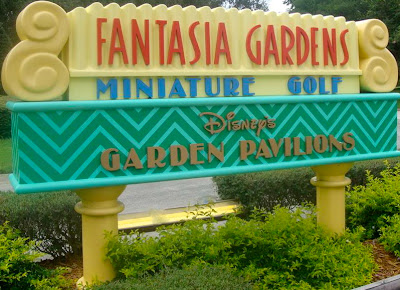 FANTASIA GARDENS
MINIATURE GOLF
DISNEY'S
GARDEN PAVILIONS